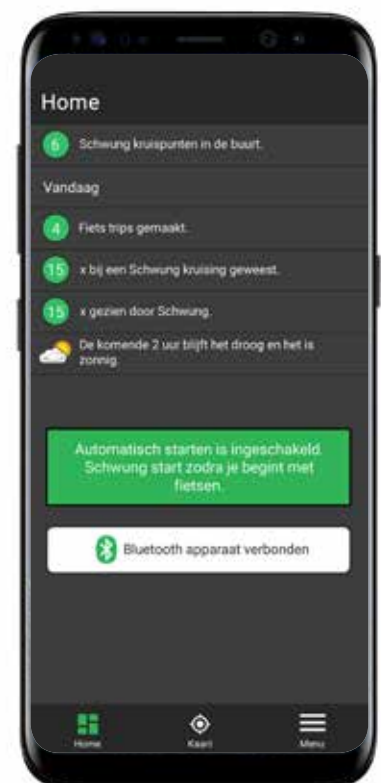 Home
6 Schwung kruispunten in de buurt.
Vandaag
4 Fiets trips gemaakt.
15 x bij een Schwung kruising geweest.
15 x gezien door Schwung.
De komende 2 uur blijft het droog en het is
zonnig.
Automatisch starten is ingeschakeld.
Schwung start zodra je begint met
fietsen.
Bluetooth apparaat verbonden
Home Kaart Menu